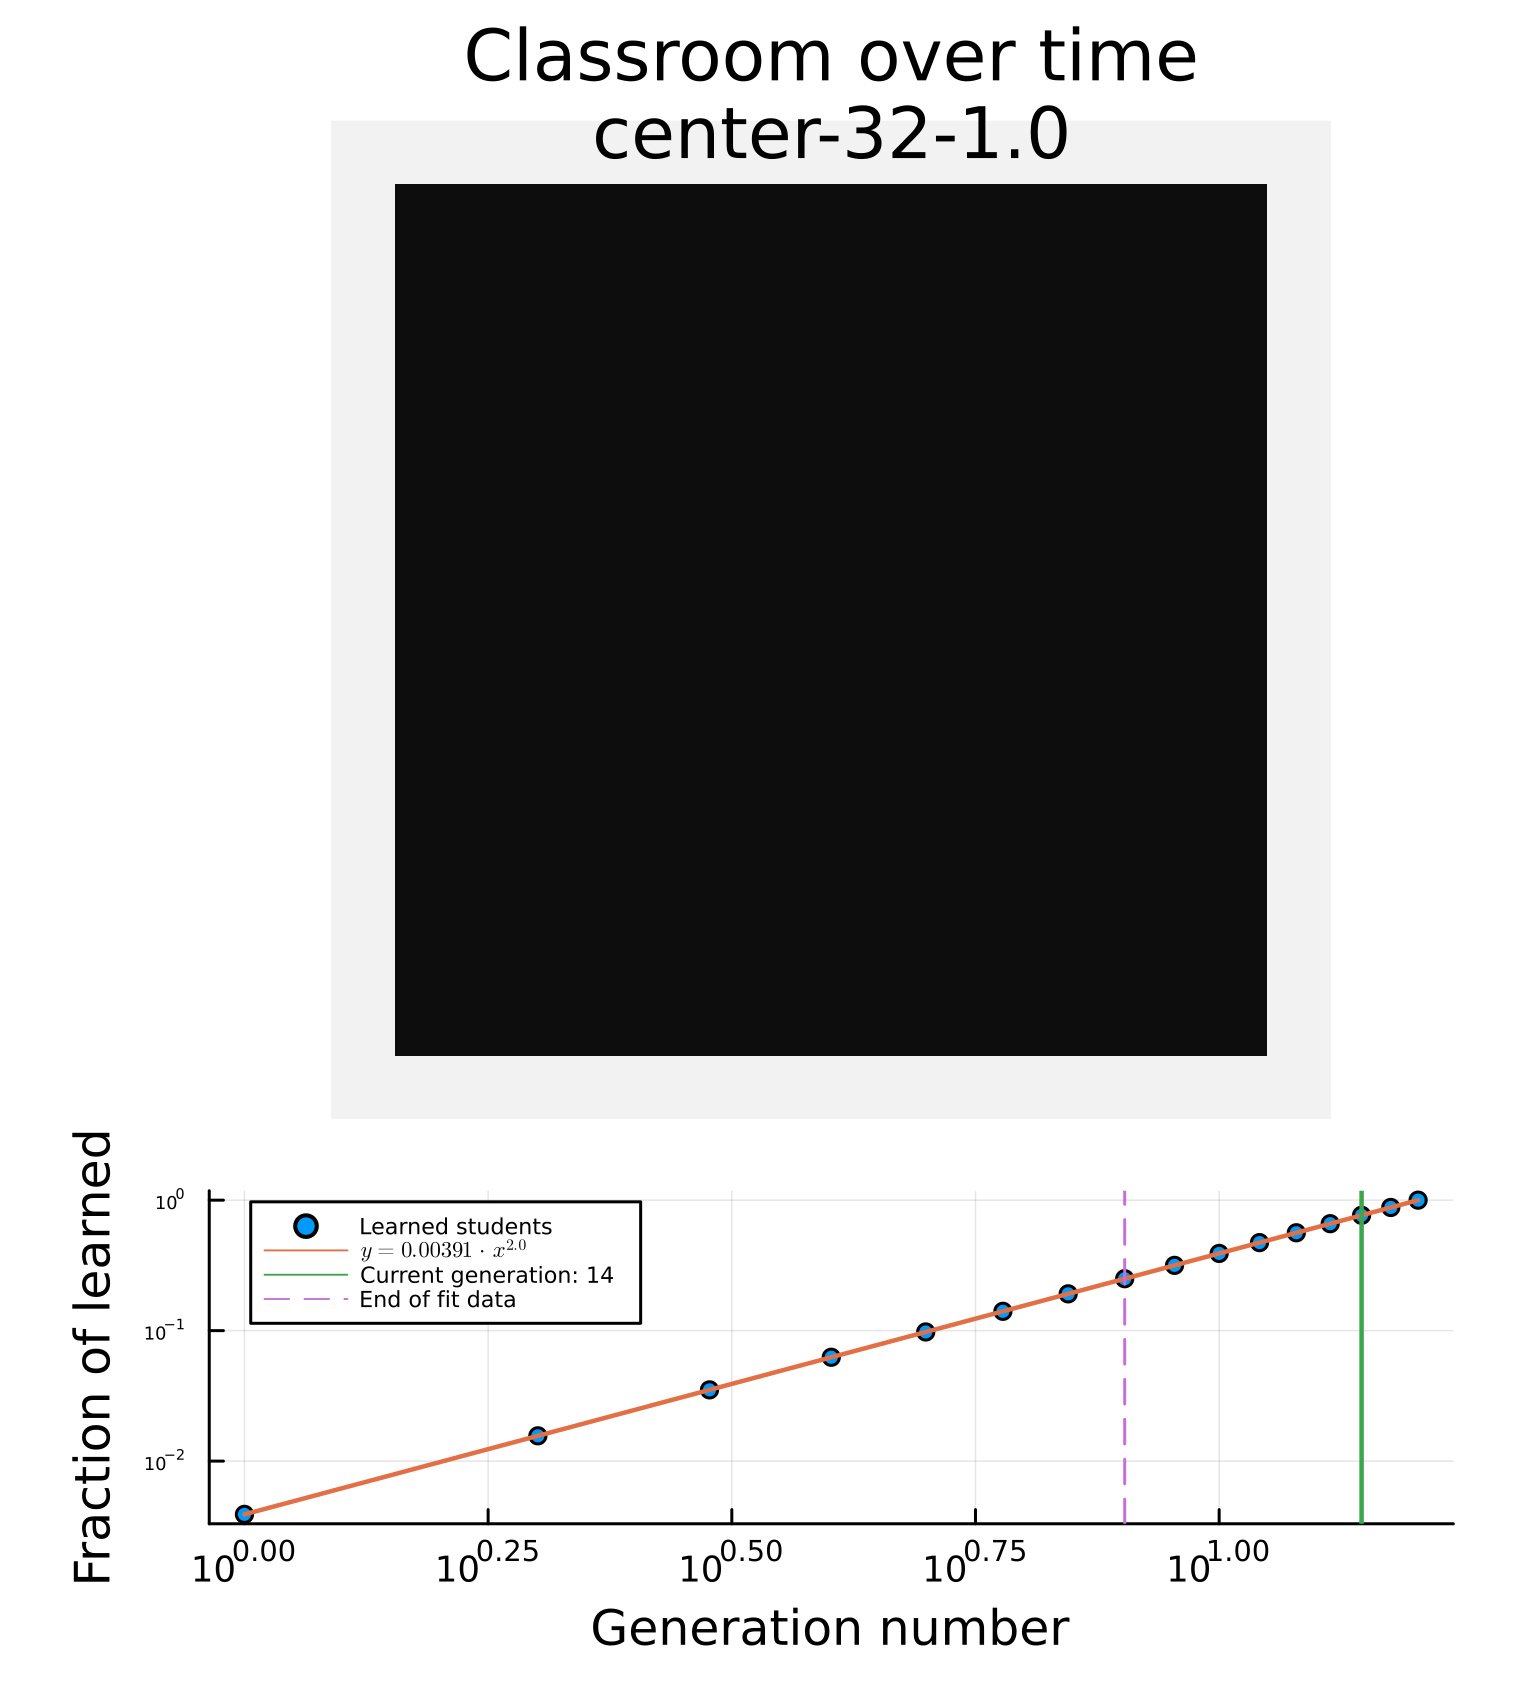 Classroom over time
center-32-1.0
Fraction of learned
10⁰
10⁻¹
10⁻²
Learned students
y = 0.00391 · x^{2.0}
Current generation: 14
End of fit data
10^{0.00} 10^{0.25} 10^{0.50} 10^{0.75} 10^{1.00}
Generation number